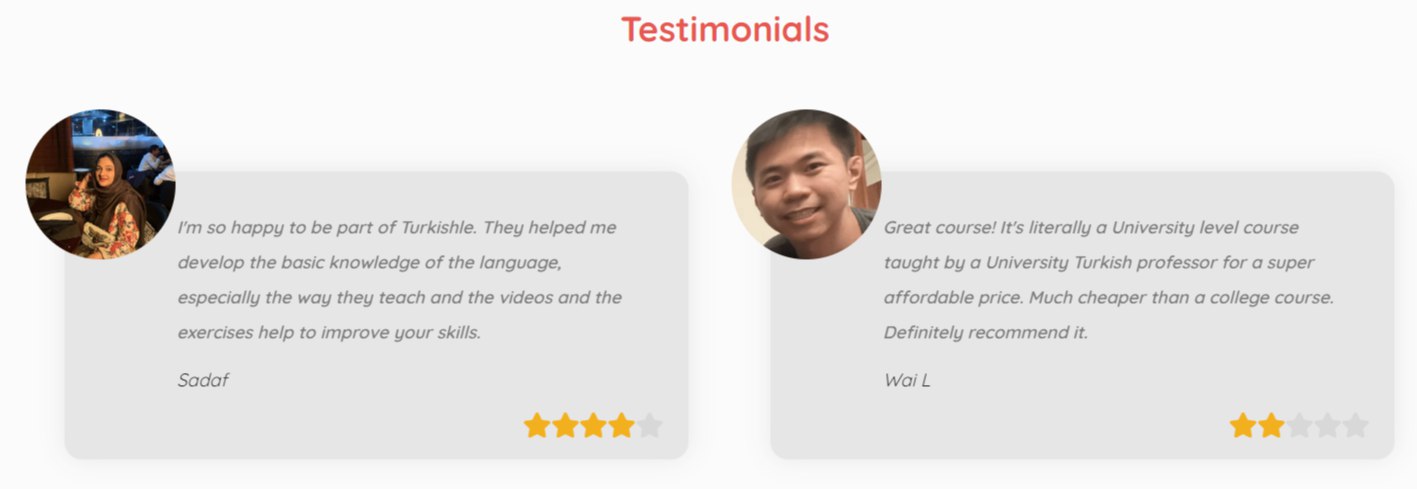 Testimonials
I'm so happy to be part of Turkishle. They helped me
develop the basic knowledge of the language,
especially the way they teach and the videos and the
exercises help to improve your skills.
Sadaf
Great course! It's literally a University level course
taught by a University Turkish professor for a super
affordable price. Much cheaper than a college course.
Definitely recommend it.
Wai L